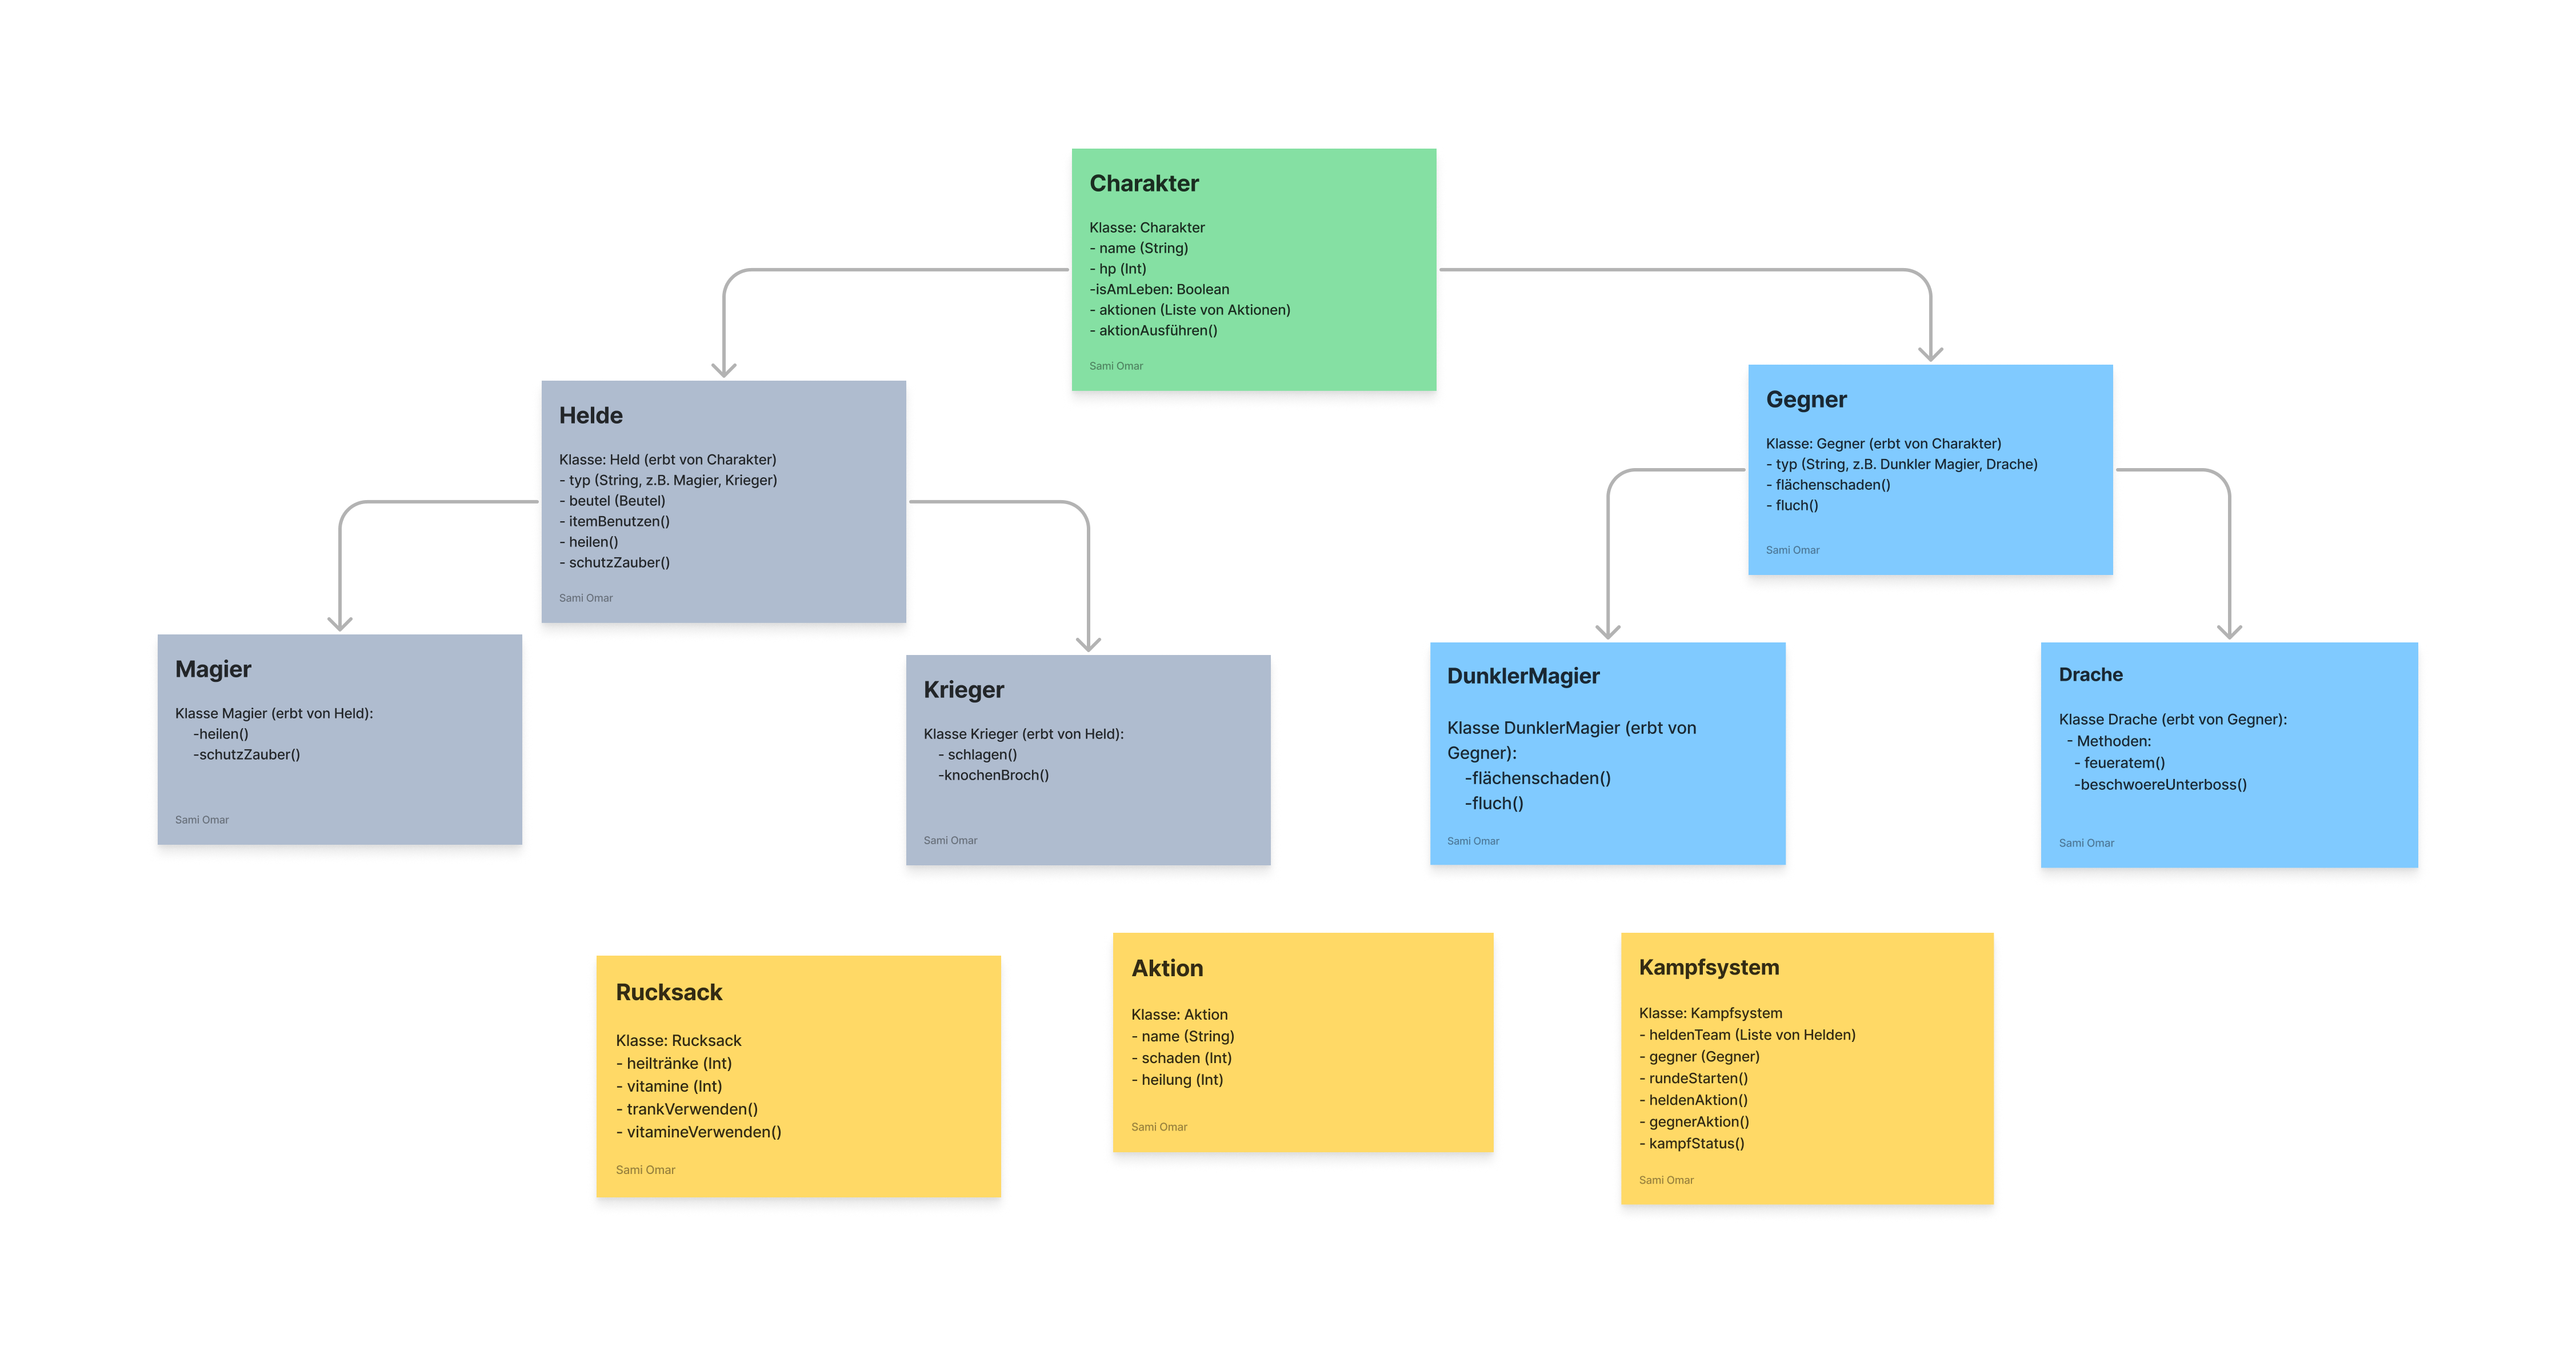 Charakter
Klasse: Charakter
- name (String)
- hp (Int)
-isAmLeben: Boolean
- aktionen (Liste von Aktionen)
- aktionAusführen()
Sami Omar
Helde
Klasse: Held (erbt von Charakter)
- typ (String, z.B. Magier, Krieger)
- beutel (Beutel)
- itemBenutzen()
- heilen()
- schutzZauber()
Sami Omar
Gegner
Klasse: Gegner (erbt von Charakter)
- typ (String, z.B. Dunkler Magier, Drache)
- flächenschaden()
- fluch()
Sami Omar
Magier
Klasse Magier (erbt von Held):
-heilen()
-schutzZauber()
Sami Omar
Krieger
Klasse Krieger (erbt von Held):
- schlagen()
-knochenBroch()
Sami Omar
DunklerMagier
Klasse DunklerMagier (erbt von
Gegner):
-flächenschaden()
-fluch()
Sami Omar
Drache
Klasse Drache (erbt von Gegner):
- Methoden:
- feueratem()
-beschwoereUnterboss()
Sami Omar
Rucksack
Klasse: Rucksack
- heiltränke (Int)
- vitamine (Int)
- trankVerwenden()
- vitamineVerwenden()
Sami Omar
Aktion
Klasse: Aktion
- name (String)
- schaden (Int)
- heilung (Int)
Sami Omar
Kampfsystem
Klasse: Kampfsystem
- heldenTeam (Liste von Helden)
- gegner (Gegner)
- rundeStarten()
- heldenAktion()
- gegnerAktion()
- kampfStatus()
Sami Omar